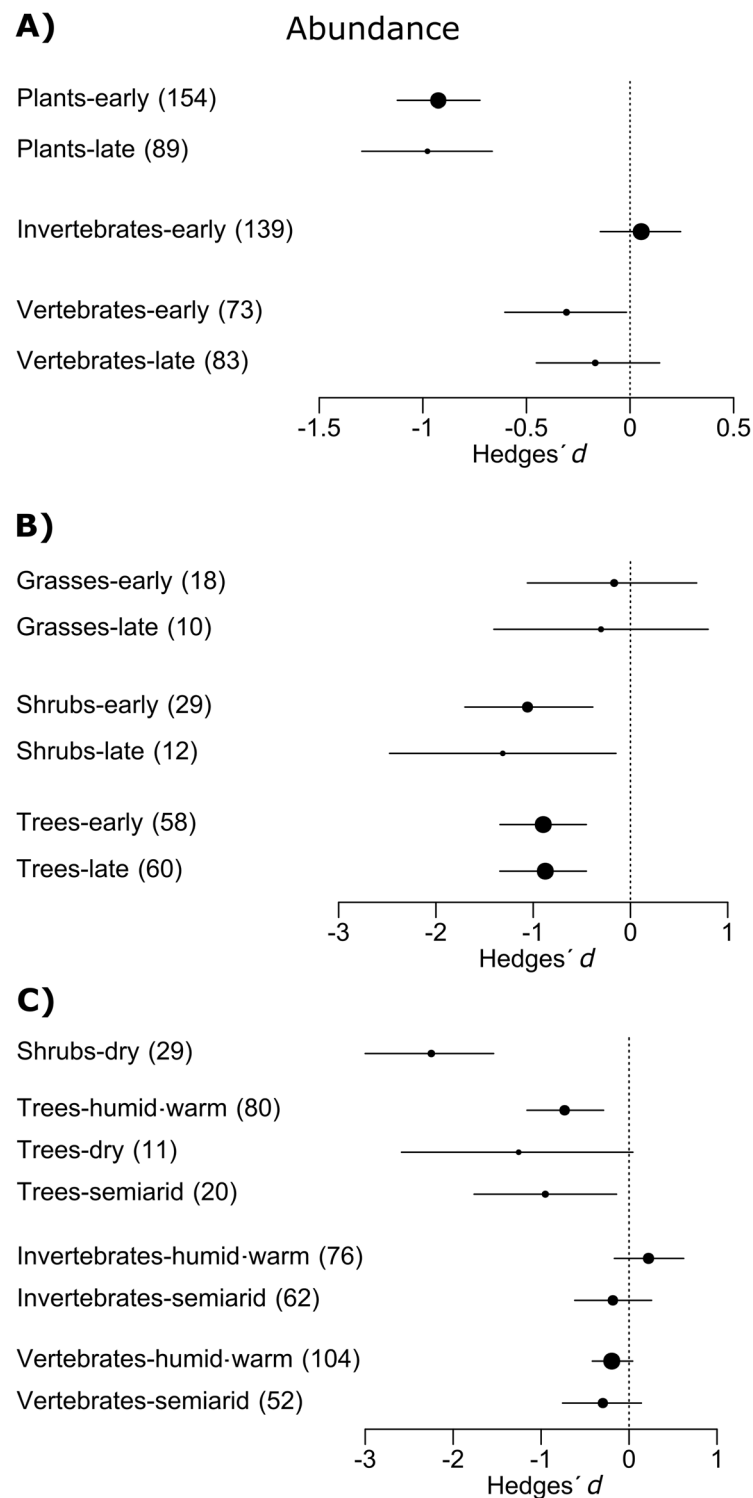 A) Abundance
Plants-early (154)
Plants-late (89)
Invertebrates-early (139)
Vertebrates-early (73)
Vertebrates-late (83)
-1.5 -1 -0.5 0 0.5
Hedges´ d
B)
Grasses-early (18)
Grasses-late (10)
Shrubs-early (29)
Shrubs-late (12)
Trees-early (58)
Trees-late (60)
-3 -2 -1 0 1
Hedges´ d
C)
Shrubs-dry (29)
Trees-humid·warm (80)
Trees-dry (11)
Trees-semiarid (20)
Invertebrates-humid·warm (76)
Invertebrates-semiarid (62)
Vertebrates-humid·warm (104)
Vertebrates-semiarid (52)
-3 -2 -1 0 1
Hedges´ d